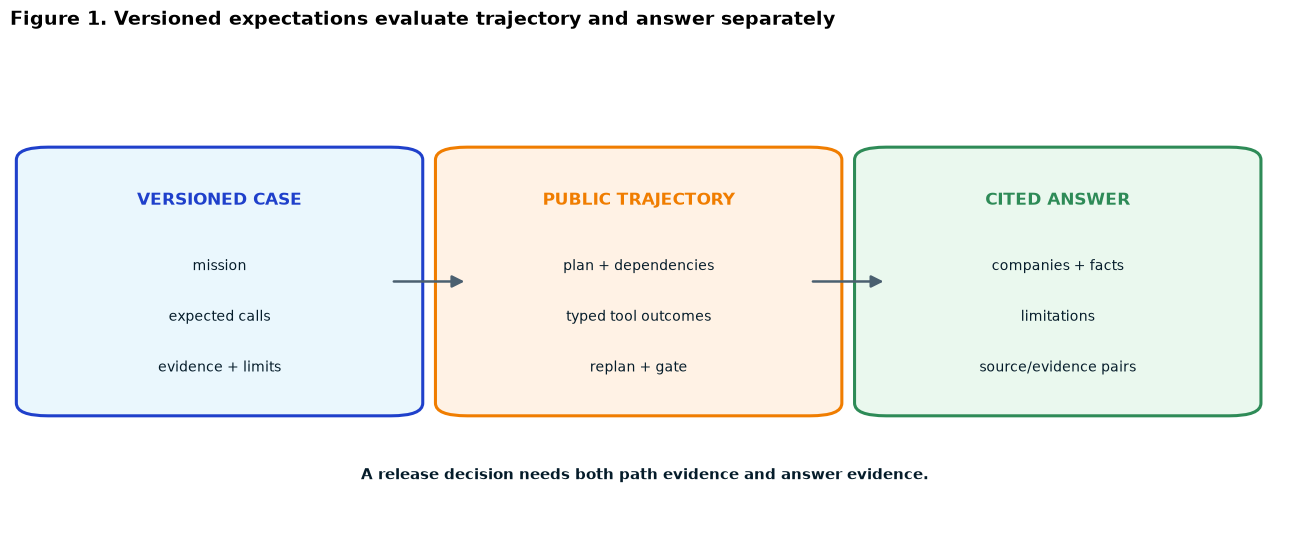 Figure 1. Versioned expectations evaluate trajectory and answer separately
VERSIONED CASE
mission
expected calls
evidence + limits
PUBLIC TRAJECTORY
plan + dependencies
typed tool outcomes
replan + gate
CITED ANSWER
companies + facts
limitations
source/evidence pairs
A release decision needs both path evidence and answer evidence.